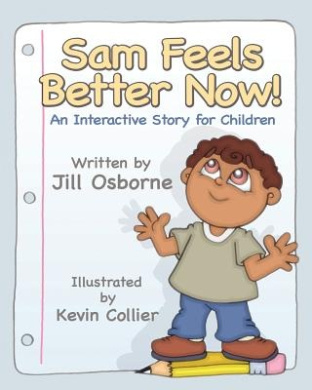 Sam Feels
Better Now!
An Interactive Story for Children
Written by
Jill Osborne
Illustrated
by
Kevin Collier